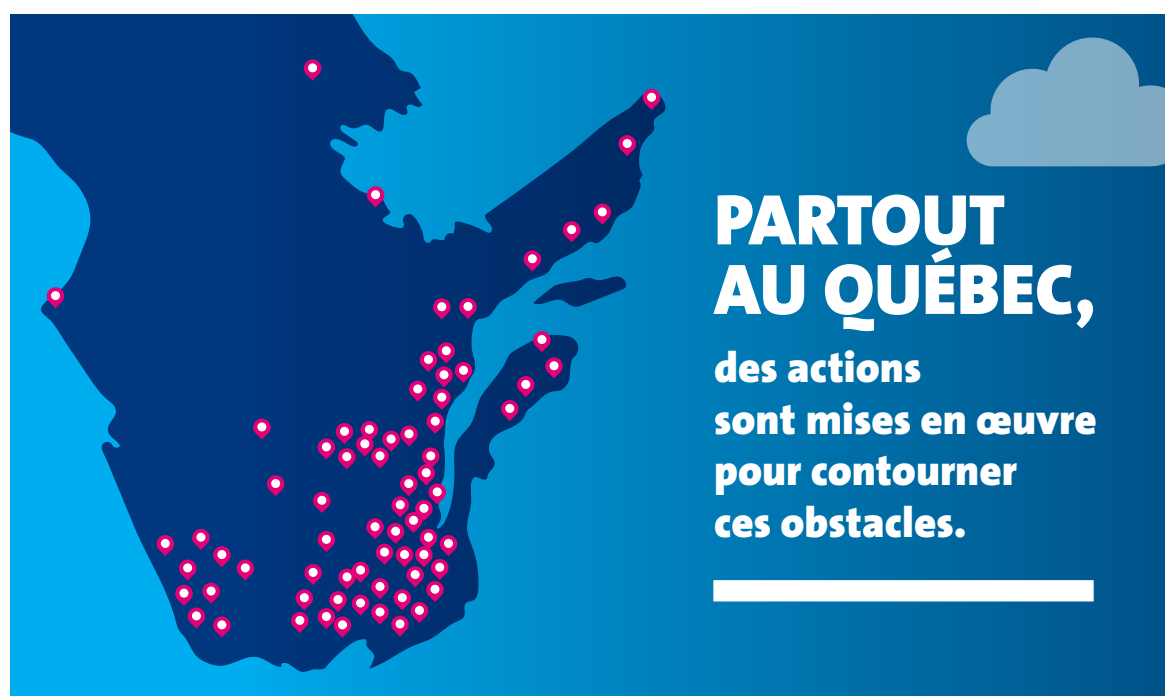 PARTOUT
AU QUÉBEC,
des actions
sont mises en œuvre
pour contourner
ces obstacles.